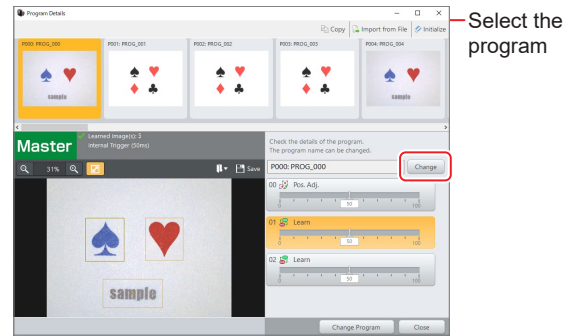 Program Details
Copy Import from File Initialize
Select the
program
P000: PROG_000 P001: PROG_001 P002: PROG_002 P003: PROG_003 P004: PROG_004
sample sample
Master
Learned Image(s): 3
Internal Trigger (50ms)
Check the details of the program.
The program name can be changed.
31% Save
P000: PROG_000 Change
00 Pos. Adj.
0 50 100
01 Learn
0 50 100
02 Learn
0 50 100
sample
Change Program Close